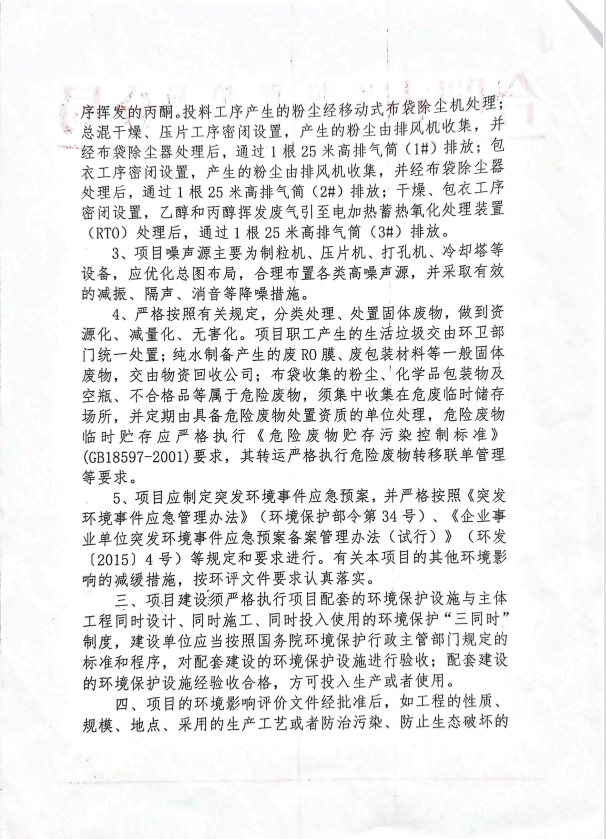 序挥发的丙酮。投料工序产生的粉尘经移动式布袋除尘机处理；
总混干燥、压片工序密闭设置，产生的粉尘由排风机收集，并
经布袋除尘器处理后，通过1根25米高排气筒（1#）排放；包
衣工序密闭设置，产生的粉尘由排风机收集，并经布袋除尘器
处理后，通过1根25米高排气筒（2#）排放；干燥、包衣工序
密闭设置，乙醇和丙醇挥发废气引至电加热蓄热氧化处理装置
（RTO）处理后，通过1根25米高排气筒（3#）排放。
3、项目噪声源主要为制粒机、压片机、打孔机、冷却塔等
设备，应优化总图布局，合理布置各类高噪声源，并采取有效
的减振、隔声、消音等降噪措施。
4、严格按照有关规定，分类处理、处置固体废物，做到资
源化、减量化、无害化。项目职工产生的生活垃圾交由环卫部
门统一处置；纯水制备产生的废RO膜、废包装材料等一般固体
废物，交由物资回收公司；布袋收集的粉尘、化学品包装物及
空瓶、不合格品等属于危险废物，须集中收集在危废临时储存
场所，并定期由具备危险废物处置资质的单位处理，危险废物
临时贮存应严格执行《危险废物贮存污染控制标准》
(GB18597-2001)要求，其转运严格执行危险废物转移联单管理
等要求。
5、项目应制定突发环境事件应急预案，并严格按照《突发
环境事件应急管理办法》（环境保护部令第34号）、《企业事
业单位突发环境事件应急预案备案管理办法（试行）》（环发
〔2015〕4号）等规定和要求进行。有关本项目的其他环境影
响的减缓措施，按环评文件要求认真落实。
三、项目建设须严格执行项目配套的环境保护设施与主体
工程同时设计、同时施工、同时投入使用的环境保护“三同时”
制度，建设单位应当按照国务院环境保护行政主管部门规定的
标准和程序，对配套建设的环境保护设施进行验收；配套建设
的环境保护设施经验收合格，方可投入生产或者使用。
四、项目的环境影响评价文件经批准后，如工程的性质、
规模、地点、采用的生产工艺或者防治污染、防止生态破坏的